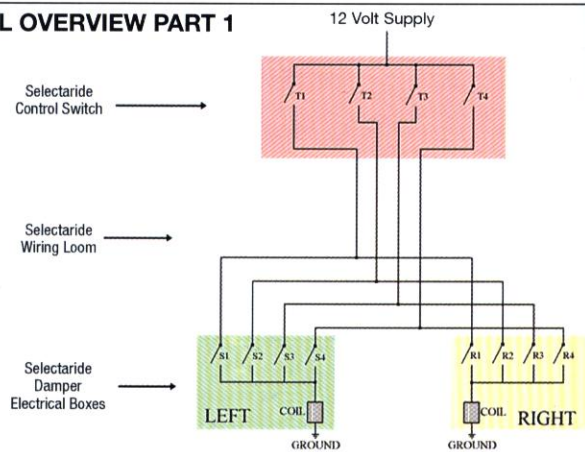 L OVERVIEW PART 1
12 Volt Supply
Selectaride
Control Switch
T1
T2
T3
T4
Selectaride
Wiring Loom
Selectaride
Damper
Electrical Boxes
S1
S2
S3
S4
R1
R2
R3
R4
LEFT
COIL
COIL
RIGHT
GROUND
GROUND